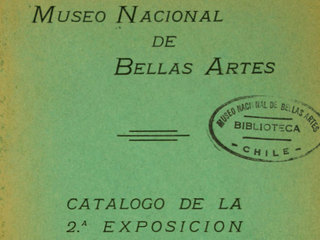 MUSEO NACIONAL
DE
BELLAS ARTES
MUSEO NACIONAL DE BELLAS ARTES
BIBLIOTECA
- CHILE -
CATALOGO DE LA
2.ᴬ EXPOSICION